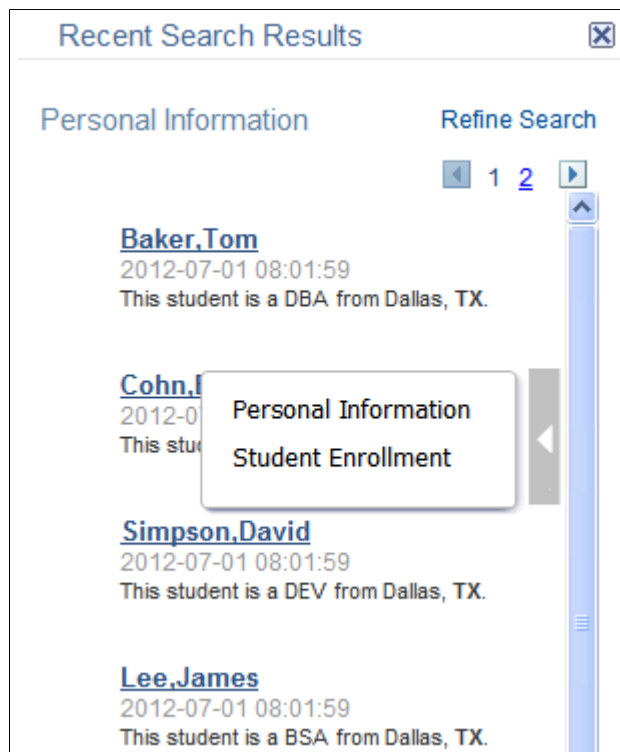 Recent Search Results
Personal Information
Refine Search
1 2
Baker,Tom
2012-07-01 08:01:59
This student is a DBA from Dallas, TX.
Cohn,
2012-0
This
Personal Information
Student Enrollment
Simpson,David
2012-07-01 08:01:59
This student is a DEV from Dallas, TX.
Lee,James
2012-07-01 08:01:59
This student is a BSA from Dallas, TX.